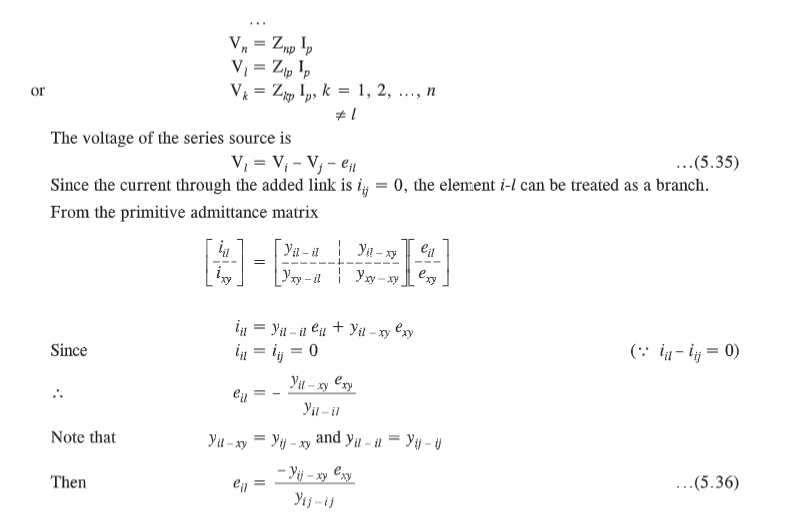 ...
V_n = Z_np I_p
V_l = Z_lp I_p
or V_k = Z_kp I_p, k = 1, 2, ..., n
≠ l
The voltage of the series source is
V_l = V_i – V_j – e_il ...(5.35)
Since the current through the added link is i_ij = 0, the element i-l can be treated as a branch.
From the primitive admittance matrix
[i_il / i_xy] = [y_il–il y_il–xy / y_xy–il y_xy–xy] [e_il / e_xy]
i_il = y_il–il e_il + y_il–xy e_xy
Since i_il = i_ij = 0 (∵ i_il – i_ij = 0)
∴ e_il = – y_il–xy e_xy / y_il–il
Note that y_il–xy = y_ij–xy and y_il–il = y_ij–ij
Then e_il = –y_ij–xy e_xy / y_ij–ij ...(5.36)